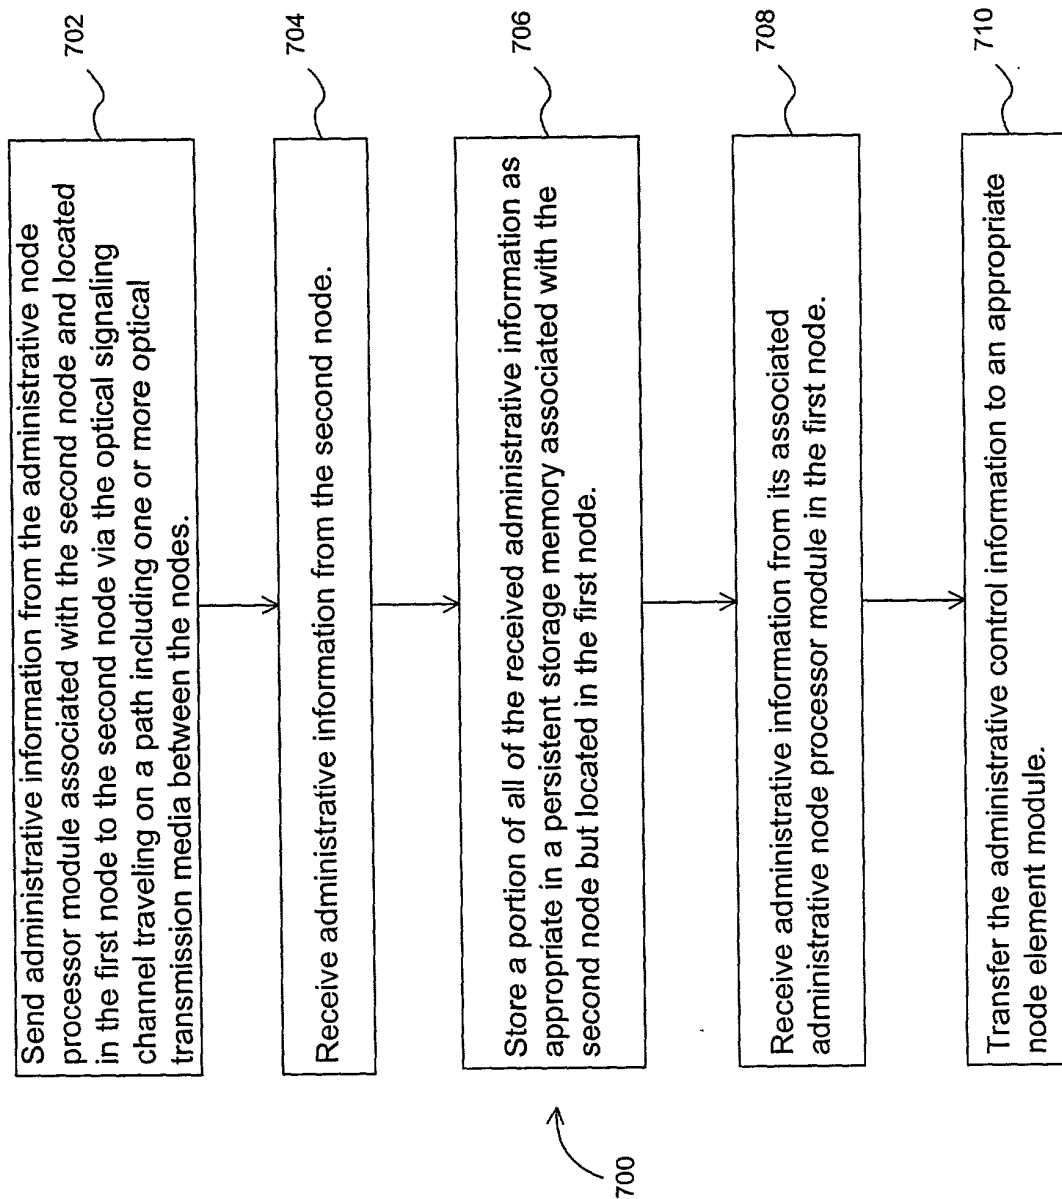 Send administrative information from the administrative node
processor module associated with the second node and located
in the first node to the second node via the optical signaling
channel traveling on a path including one or more optical
transmission media between the nodes.
702
Receive administrative information from the second node.
704
Store a portion of all of the received administrative information as
appropriate in a persistent storage memory associated with the
second node but located in the first node.
706
Receive administrative information from its associated
administrative node processor module in the first node.
708
Transfer the administrative control information to an appropriate
node element module.
710
700